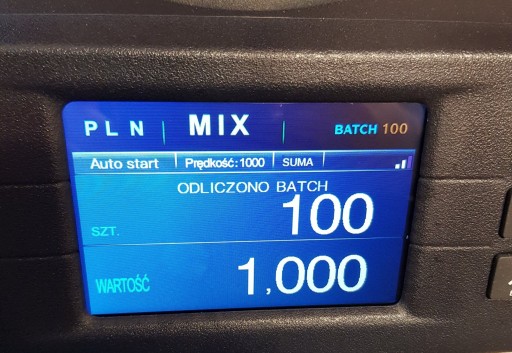 PLN MIX BATCH 100
Auto start Prędkość:1000 SUMA
ODLICZONO BATCH
SZT. 100
WARTOŚĆ 1,000